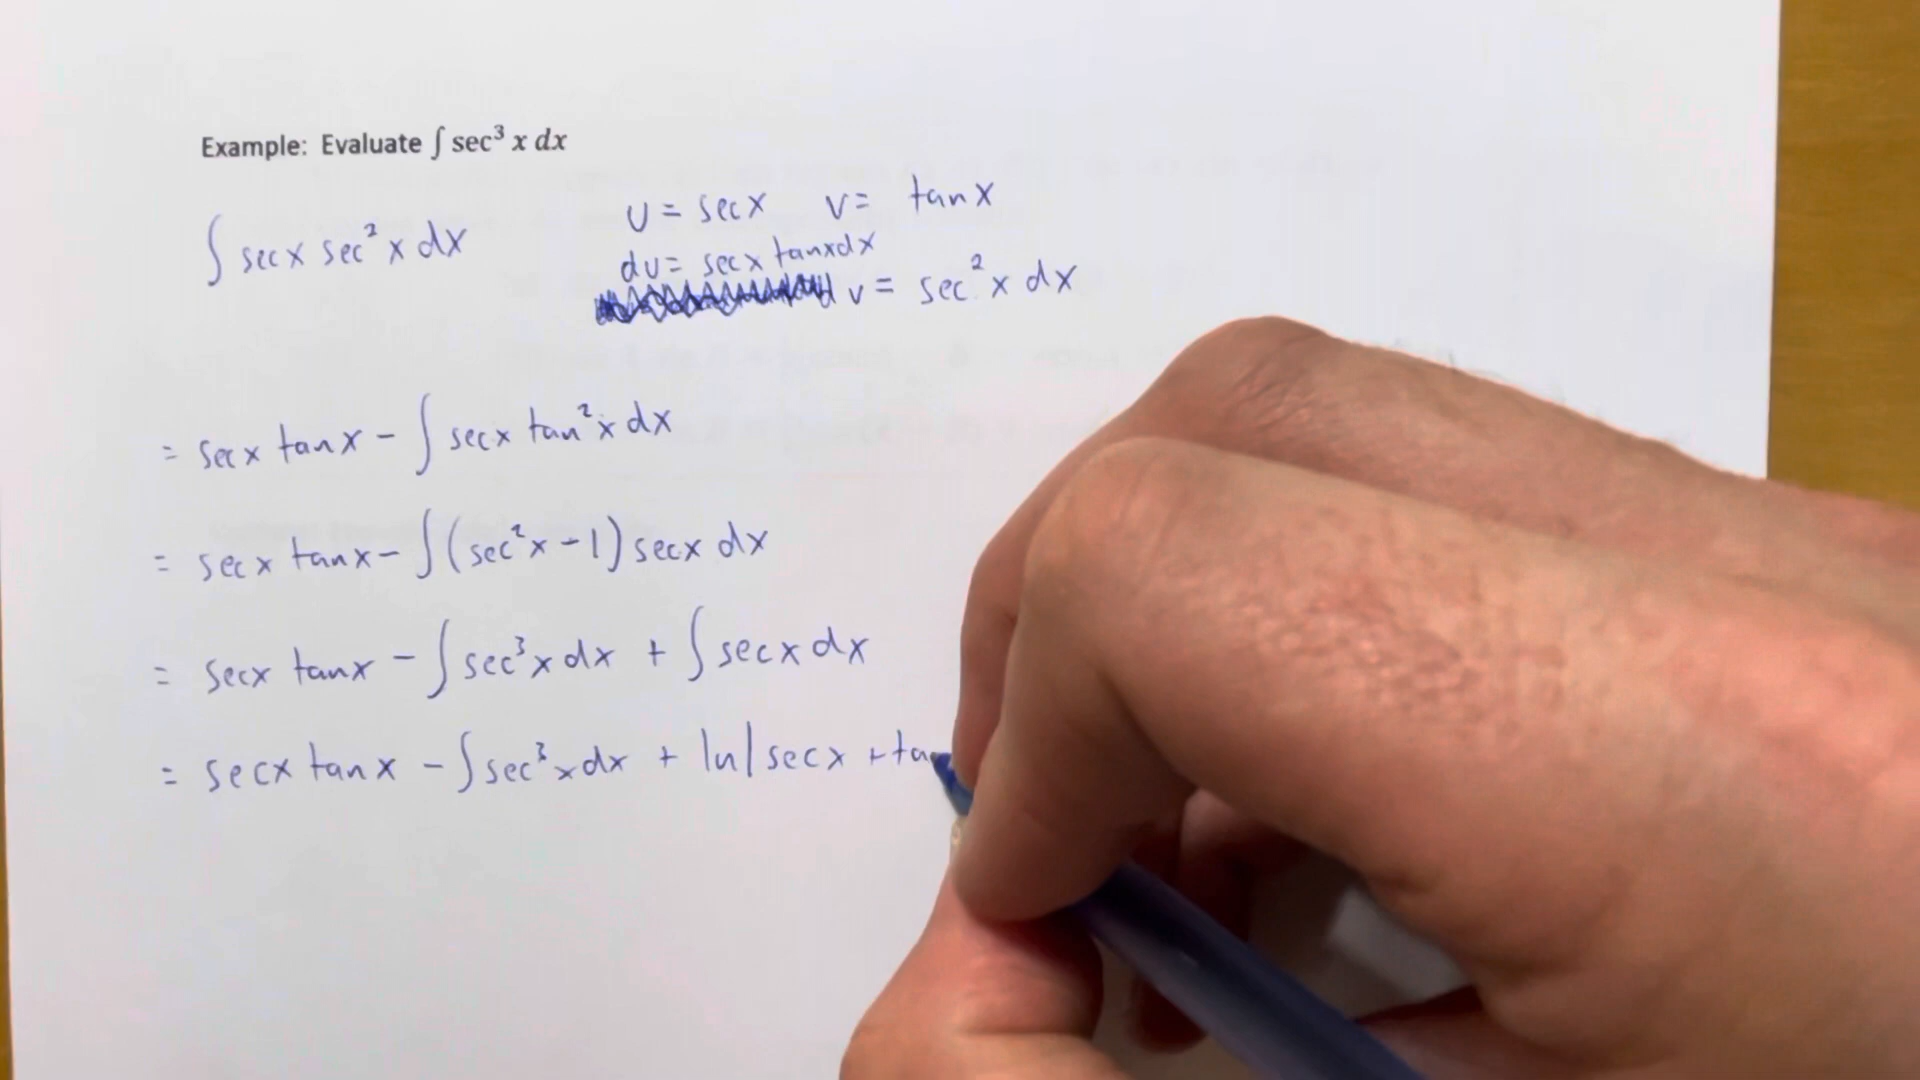 Example: Evaluate ∫ sec³ x dx
u = sec x v = tan x
∫ sec x sec² x dx
du = sec x tan x dx
dv = sec² x dx
= sec x tan x - ∫ sec x tan² x dx
= sec x tan x - ∫ (sec² x - 1) sec x dx
= sec x tan x - ∫ sec³ x dx + ∫ sec x dx
= sec x tan x - ∫ sec³ x dx + ln | sec x + ta